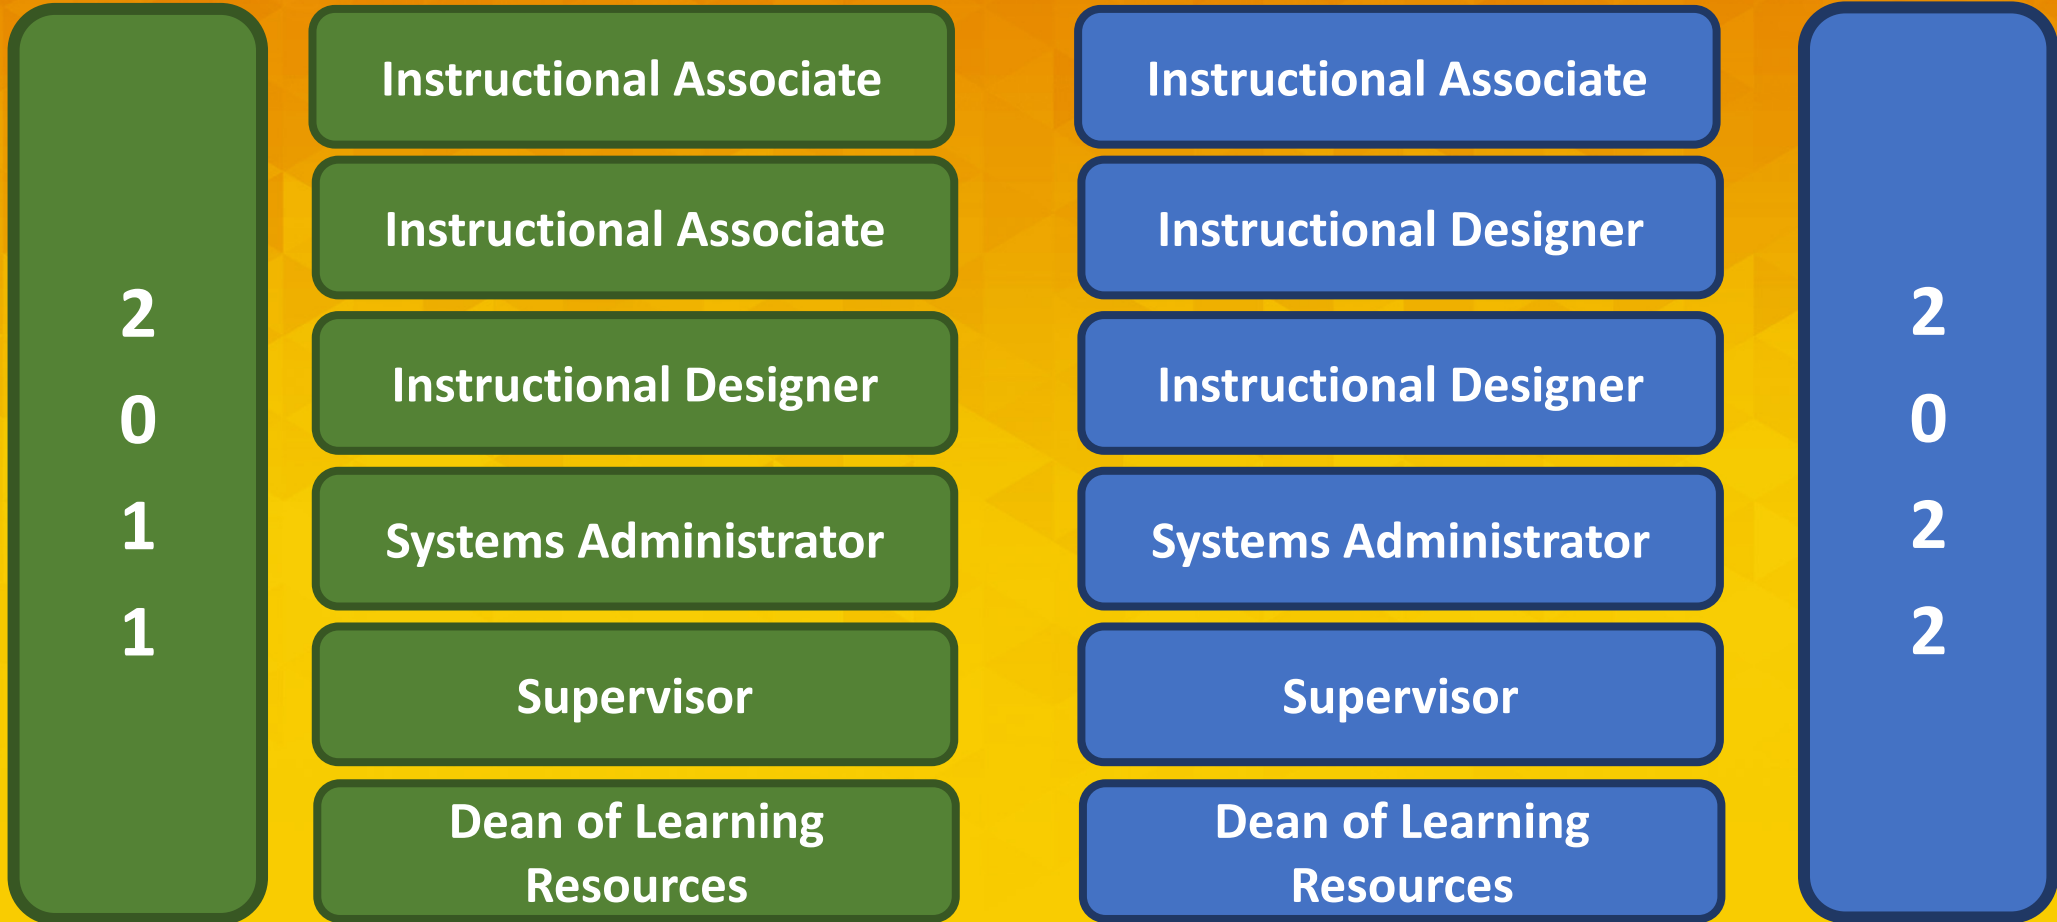 2
0
1
1
Instructional Associate
Instructional Associate
Instructional Designer
Systems Administrator
Supervisor
Dean of Learning
Resources
Instructional Associate
Instructional Designer
Instructional Designer
Systems Administrator
Supervisor
Dean of Learning
Resources
2
0
2
2